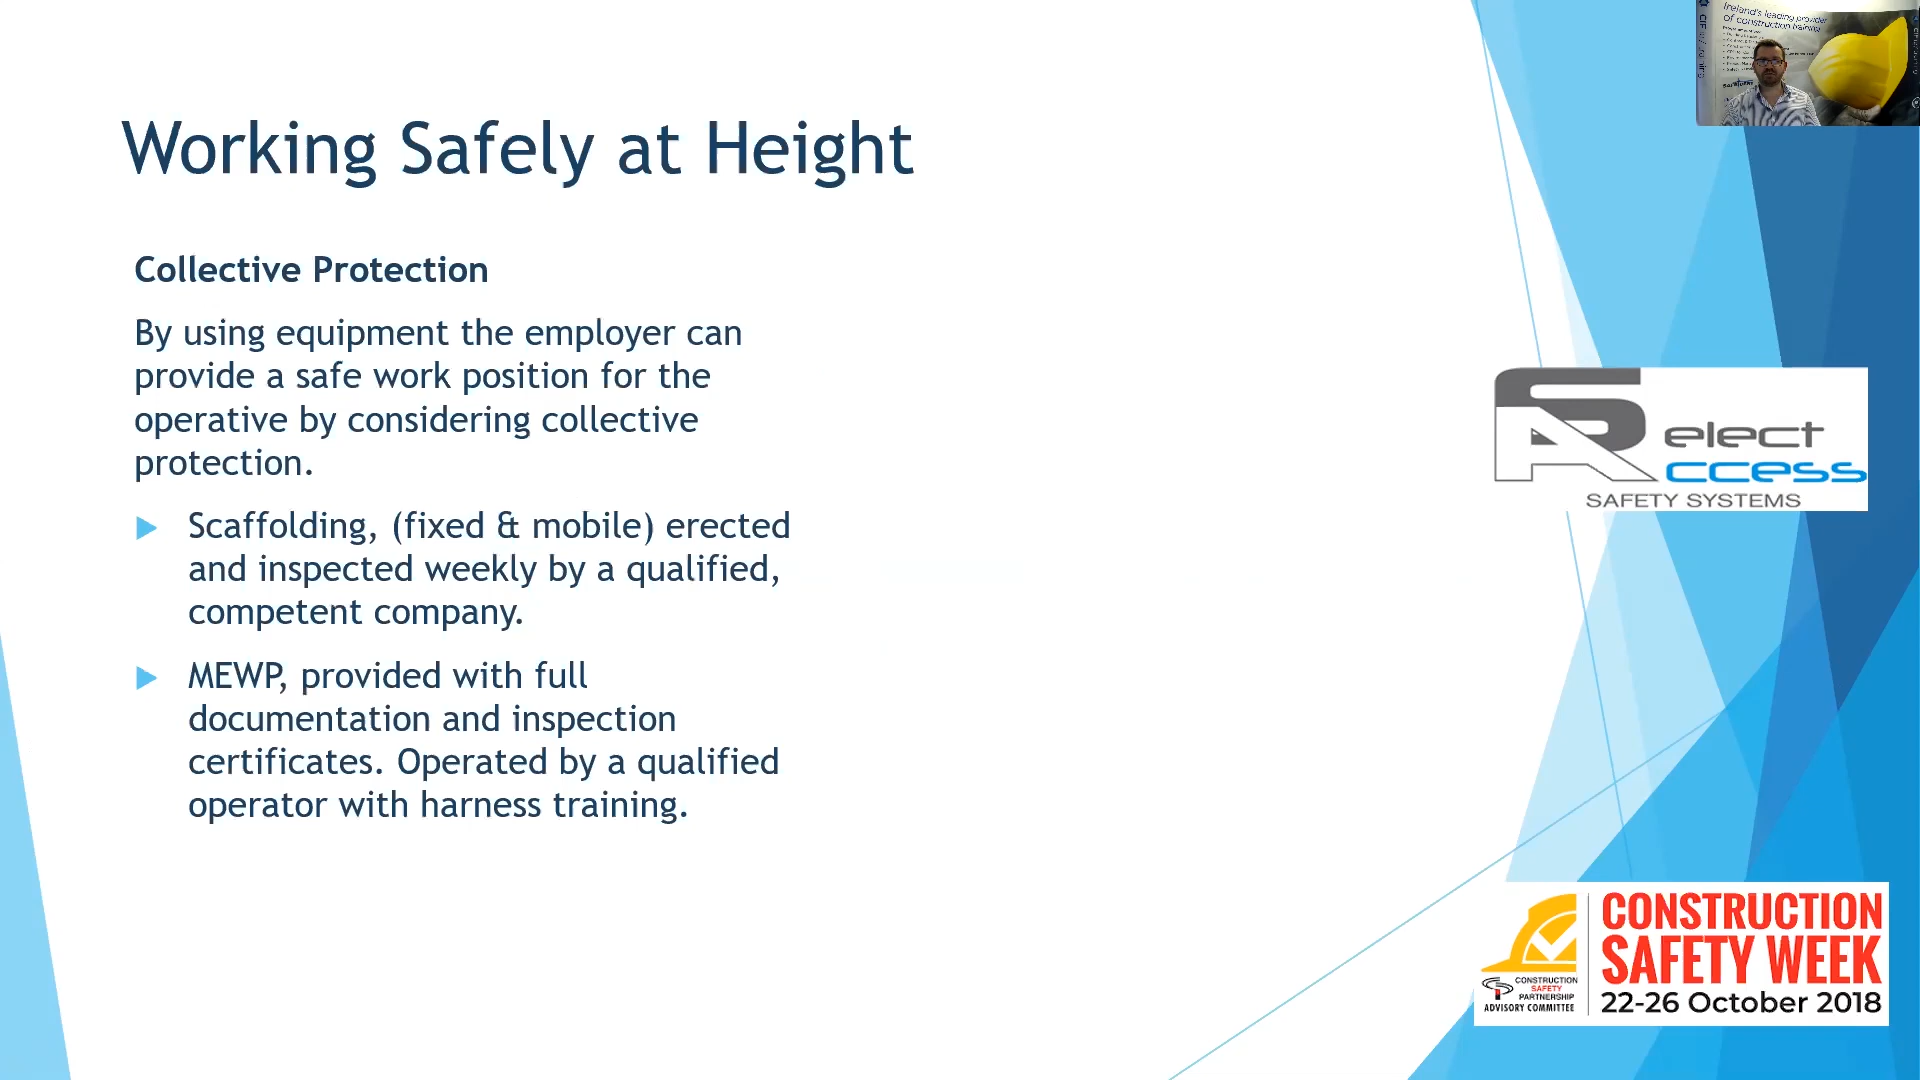 Working Safely at Height
Collective Protection
By using equipment the employer can
provide a safe work position for the
operative by considering collective
protection.
Scaffolding, (fixed & mobile) erected
and inspected weekly by a qualified,
competent company.
MEWP, provided with full
documentation and inspection
certificates. Operated by a qualified
operator with harness training.
Ireland's leading provider
of construction training
SA
elect
ccess
SAFETY SYSTEMS
CONSTRUCTION
SAFETY WEEK
22-26 October 2018
CONSTRUCTION
SAFETY
PARTNERSHIP
ADVISORY COMMITTEE